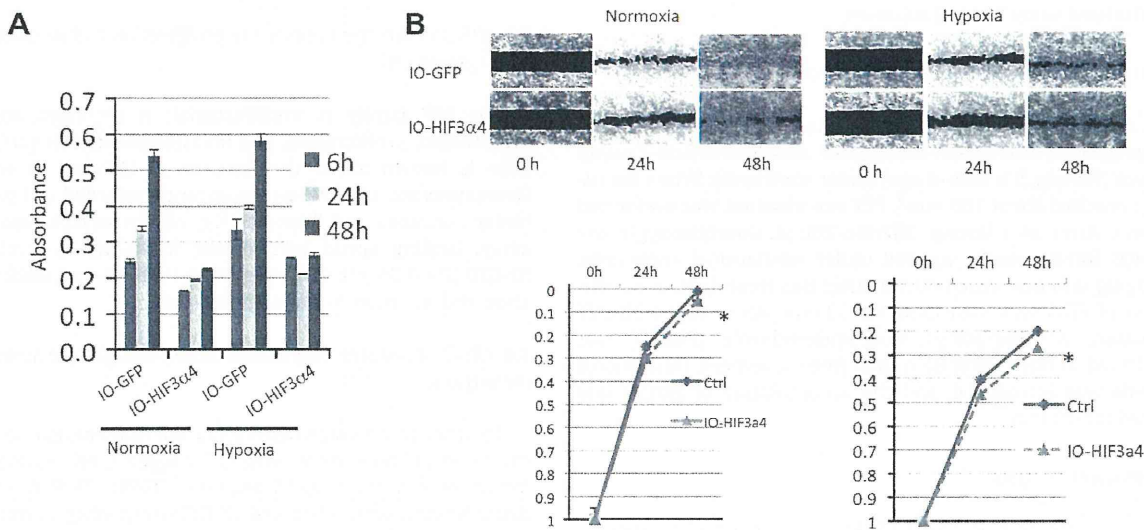 A
Absorbance
0.7
0.6
0.5
0.4
0.3
0.2
0.1
0.0
6h
24h
48h
IO-GFP
IO-HIF3α4
IO-GFP
IO-HIF3α4
Normoxia
Hypoxia
B
Normoxia
Hypoxia
IO-GFP
IO-HIF3α4
0 h
24h
48h
0 h
24h
48h
0h
24h
48h
0
0.1
0.2
0.3
0.4
0.5
0.6
0.7
0.8
0.9
1
*
Ctrl
IO-HIF3a4
0h
24h
48h
0
0.1
0.2
0.3
0.4
0.5
0.6
0.7
0.8
0.9
1
*
Ctrl
IO-HIF3a4